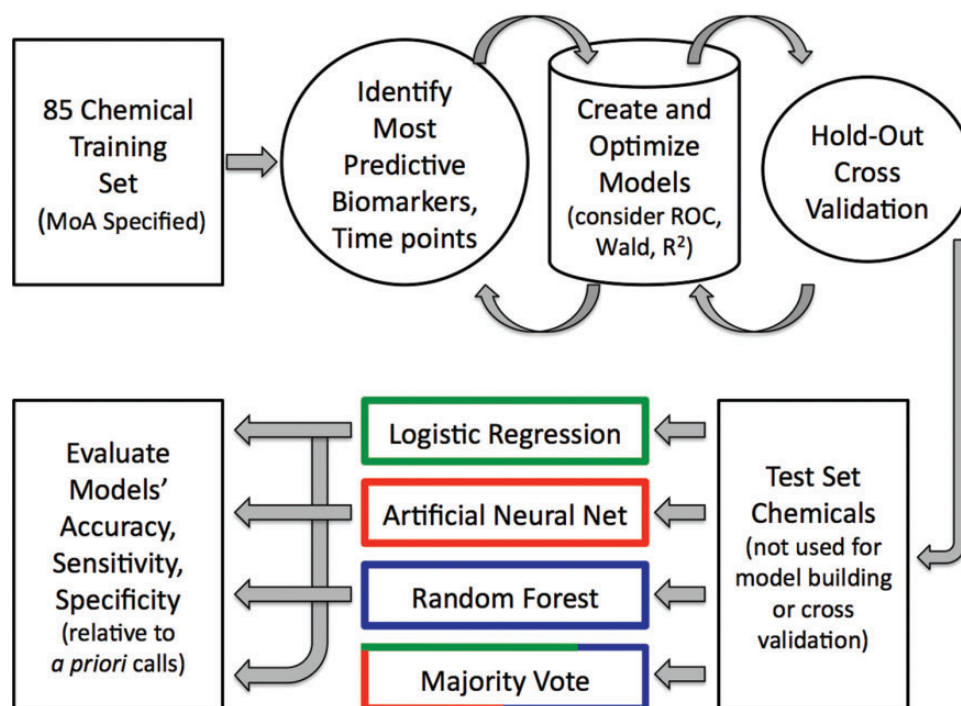 85 Chemical
Training
Set
(MoA Specified)
Identify
Most
Predictive
Biomarkers,
Time points
Create and
Optimize
Models
(consider ROC,
Wald, R²)
Hold-Out
Cross
Validation
Evaluate
Models’
Accuracy,
Sensitivity,
Specificity
(relative to
a priori calls)
Logistic Regression
Artificial Neural Net
Random Forest
Majority Vote
Test Set
Chemicals
(not used for
model building
or cross
validation)